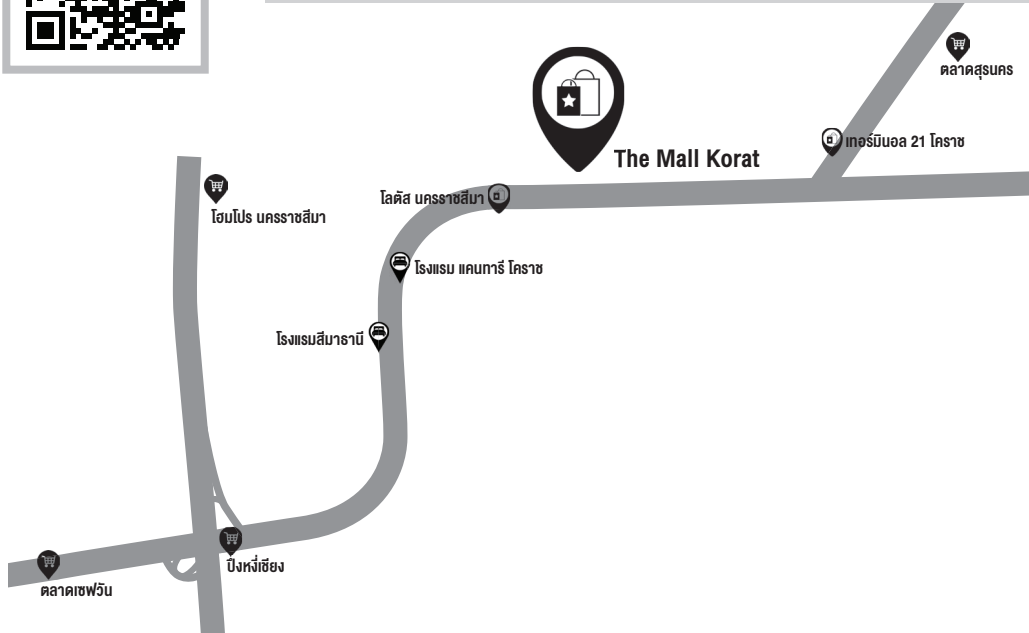 ตลาดสุรนคร
The Mall Korat
เทอร์มินอล 21 โคราช
โลตัส นครราชสีมา
โฮมโปร นครราชสีมา
โรงแรม แคนทารี โคราช
โรงแรมสีมาธานี
ปึงหงี่เชียง
ตลาดเซฟวัน